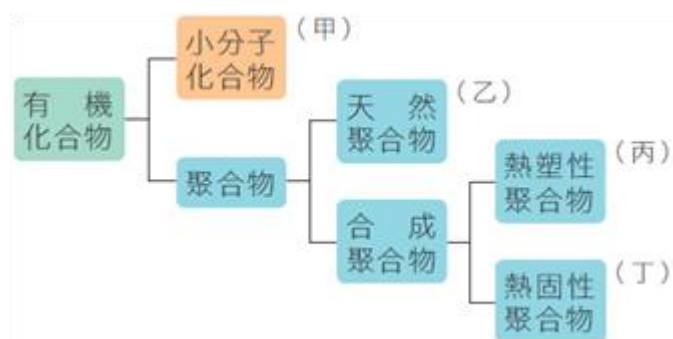 有機
化合物
小分子
化合物
（甲）
聚合物
天然
聚合物
（乙）
合成
聚合物
熱塑性
聚合物
（丙）
熱固性
聚合物
（丁）